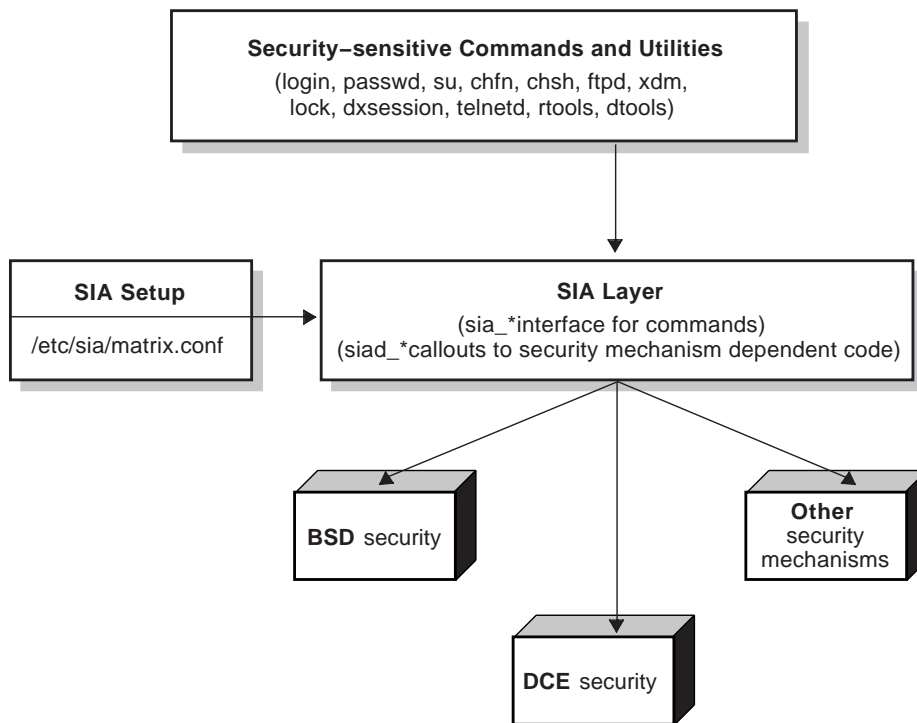 Security–sensitive Commands and Utilities
(login, passwd, su, chfn, chsh, ftpd, xdm,
lock, dxsession, telnetd, rtools, dtools)
SIA Setup
/etc/sia/matrix.conf
SIA Layer
(sia_*interface for commands)
(siad_*callouts to security mechanism dependent code)
BSD security
Other
security
mechanisms
DCE security